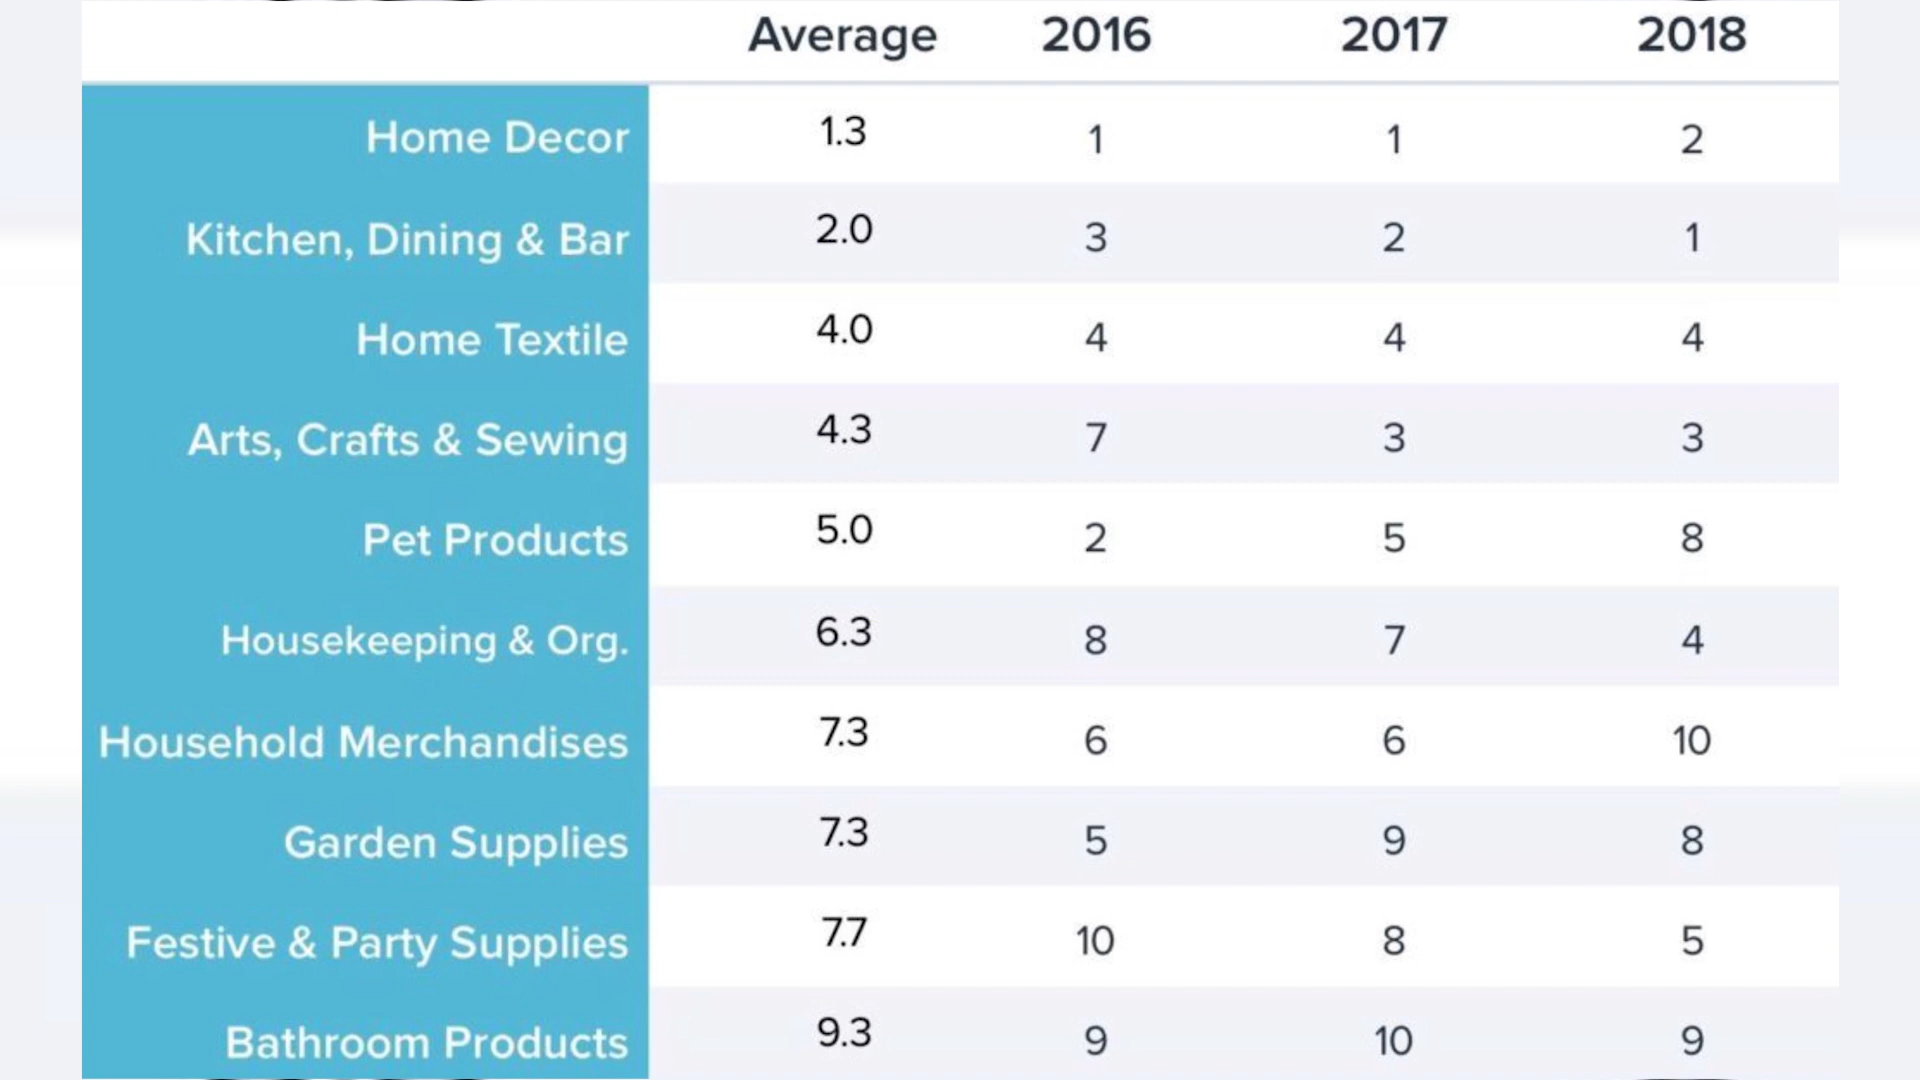 Average 2016 2017 2018
Home Decor 1.3 1 1 2
Kitchen, Dining & Bar 2.0 3 2 1
Home Textile 4.0 4 4 4
Arts, Crafts & Sewing 4.3 7 3 3
Pet Products 5.0 2 5 8
Housekeeping & Org. 6.3 8 7 4
Household Merchandises 7.3 6 6 10
Garden Supplies 7.3 5 9 8
Festive & Party Supplies 7.7 10 8 5
Bathroom Products 9.3 9 10 9